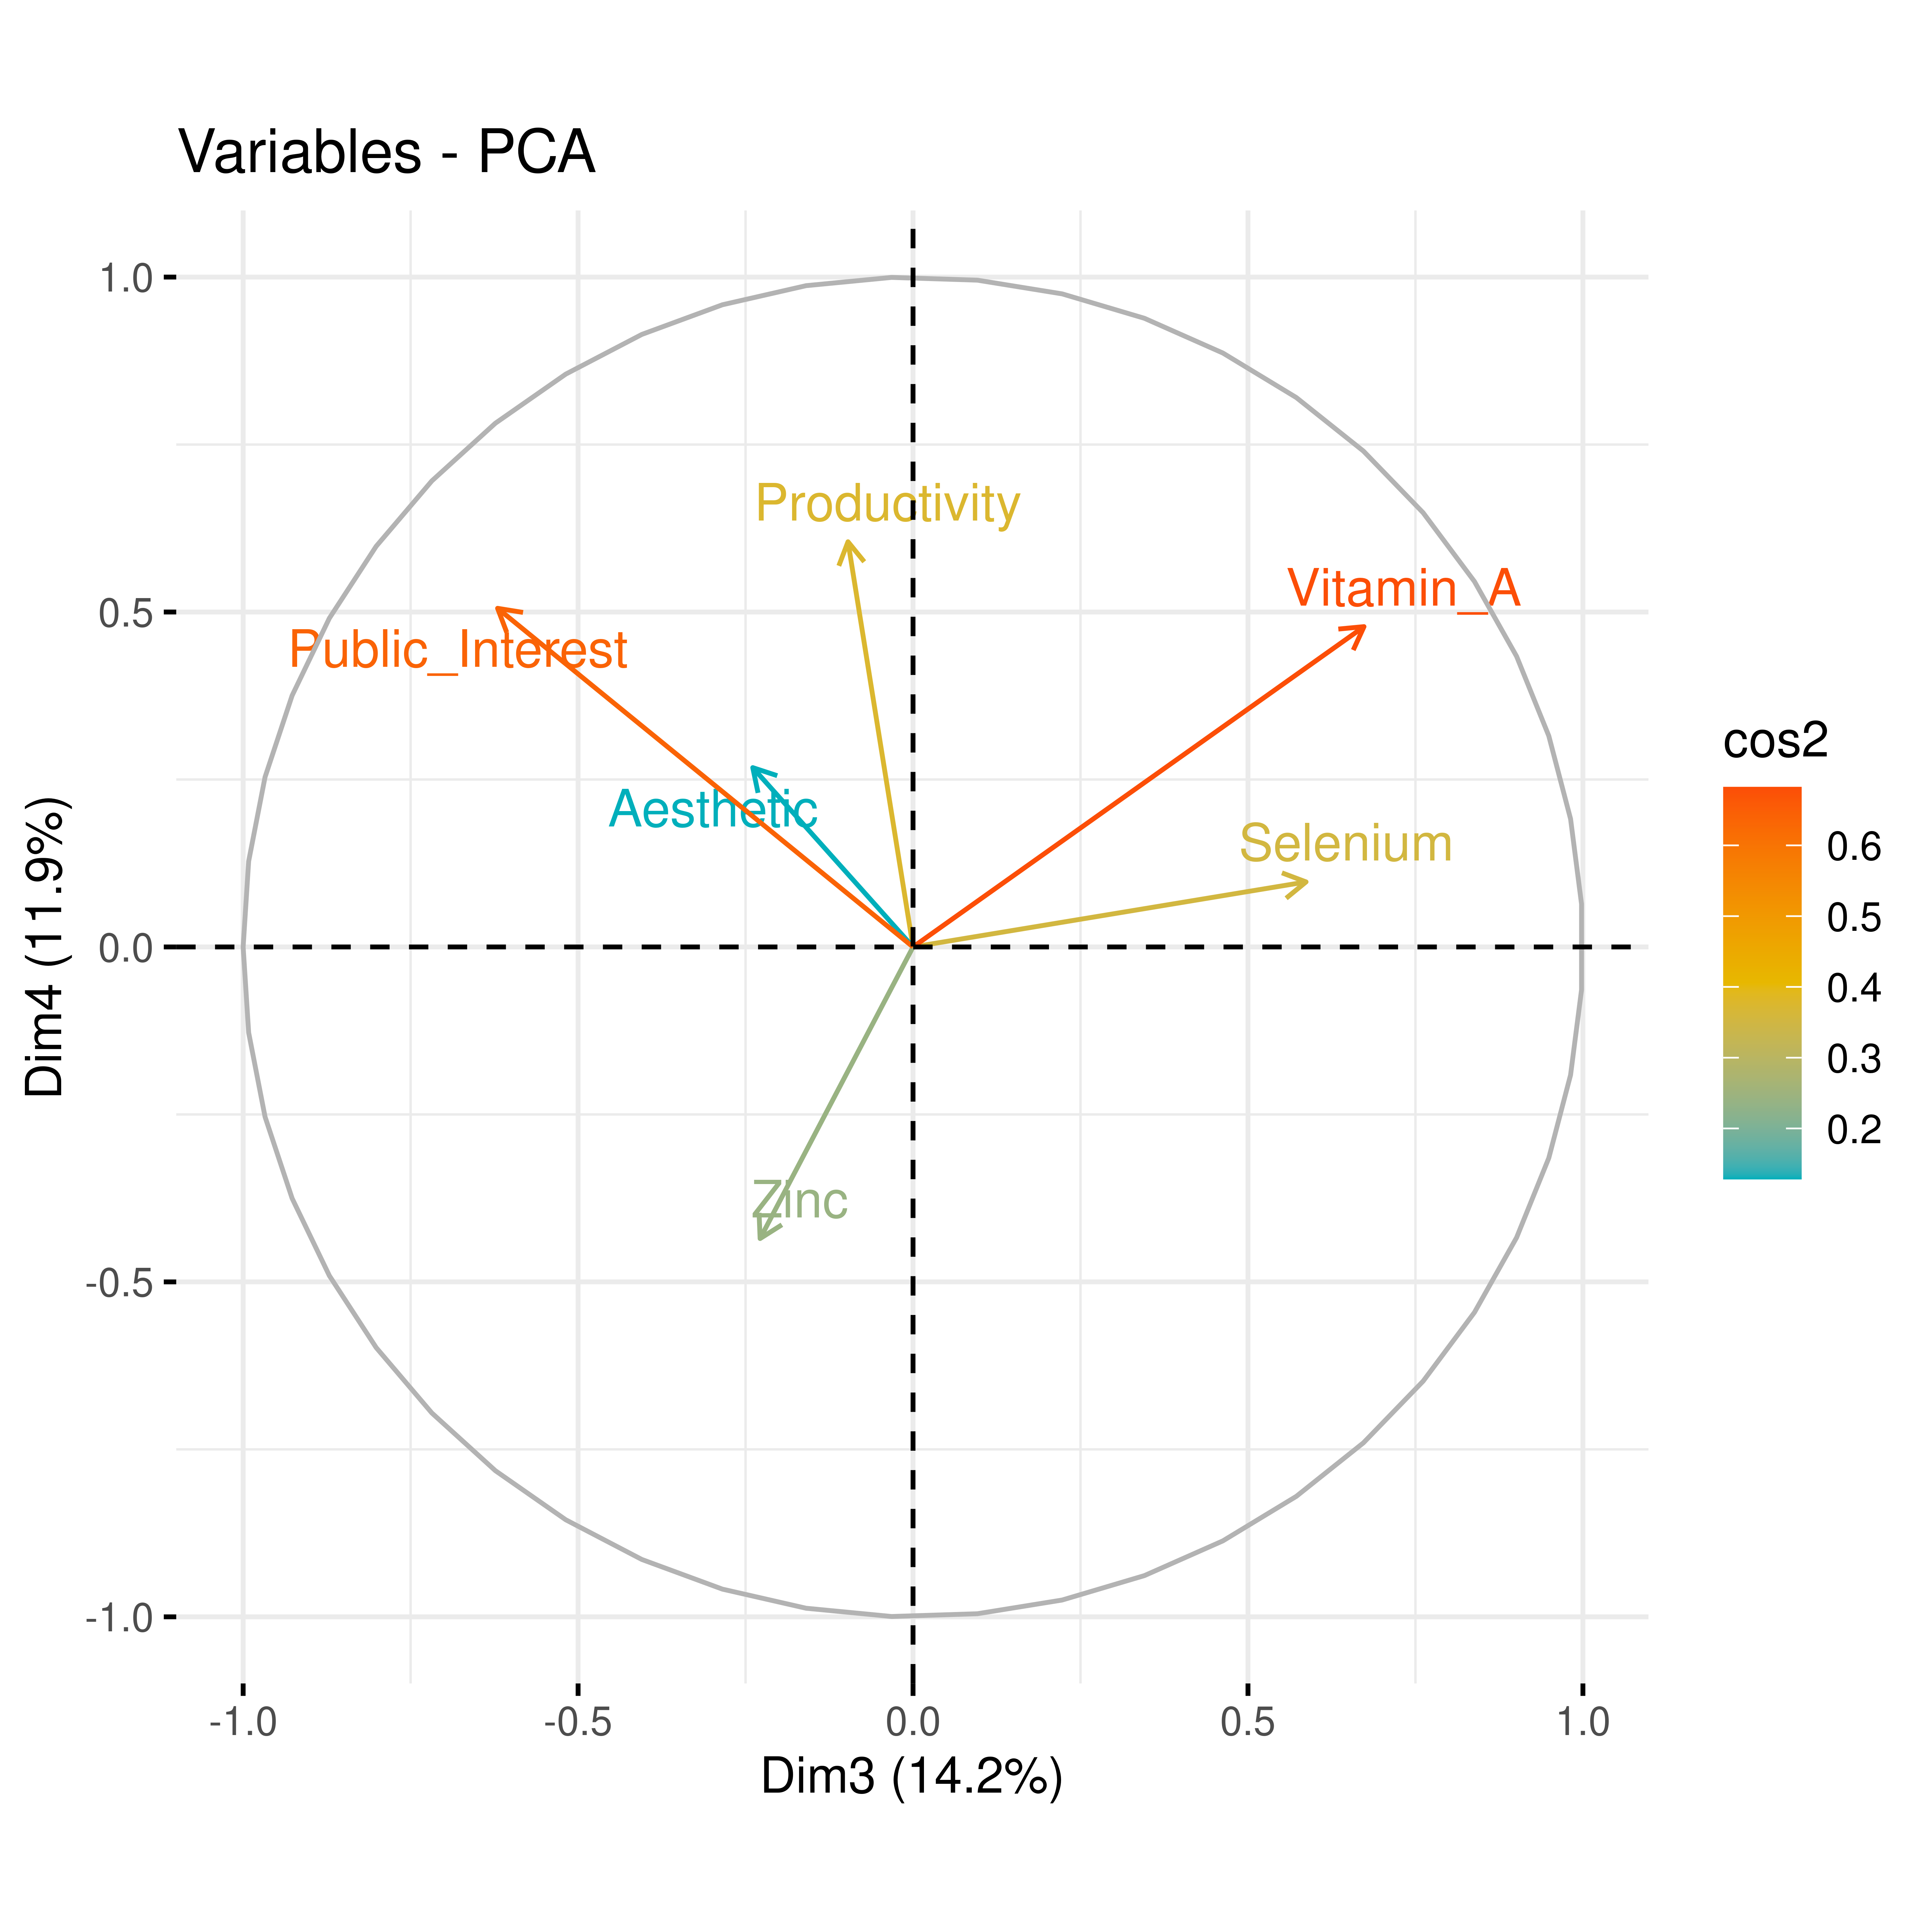 Variables - PCA
1.0
0.5
0.0
-0.5
-1.0
Dim4 (11.9%)
Productivity
Vitamin_A
Public_Interest
Aesthetic
Selenium
Zinc
-1.0
-0.5
0.0
0.5
1.0
Dim3 (14.2%)
cos2
0.6
0.5
0.4
0.3
0.2